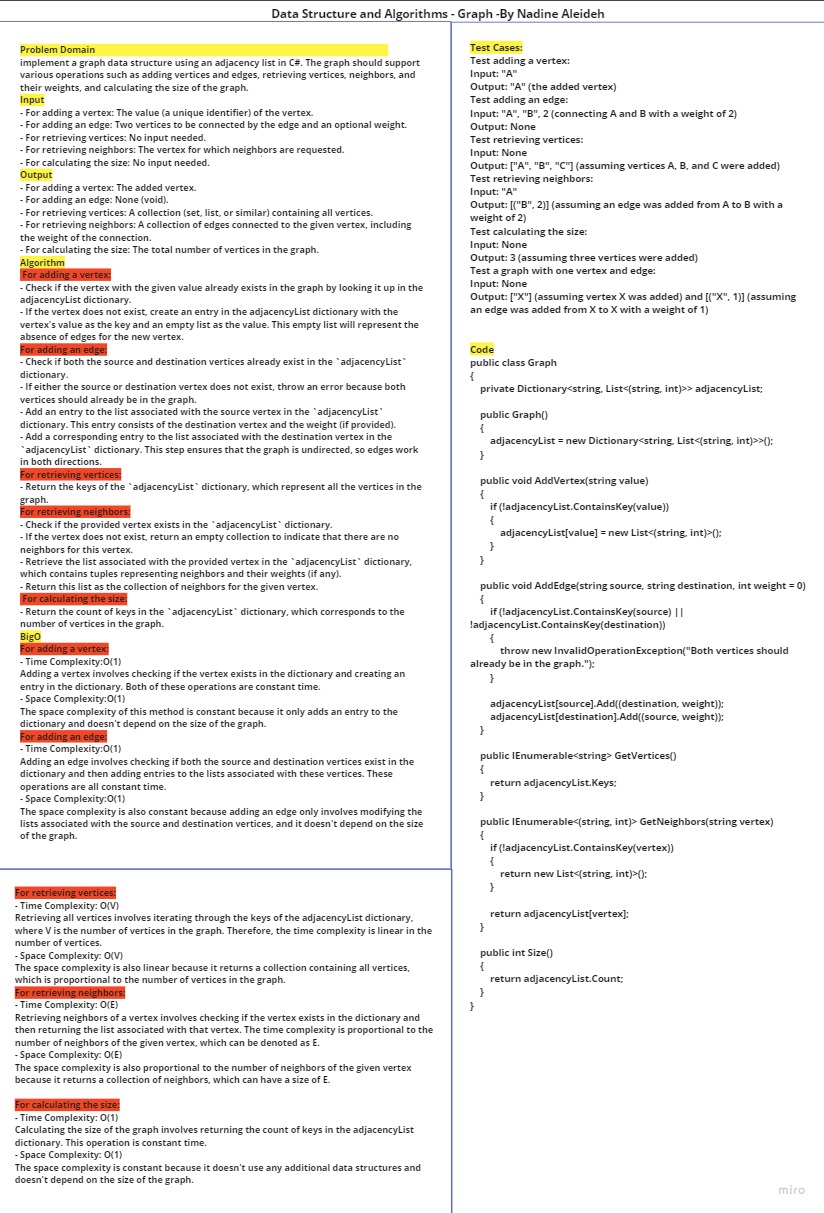 Data Structure and Algorithms - Graph -By Nadine Aleideh
Problem Domain
implement a graph data structure using an adjacency list in C#. The graph should support
various operations such as adding vertices and edges, retrieving vertices, neighbors, and
their weights, and calculating the size of the graph.
Input
- For adding a vertex: The value (a unique identifier) of the vertex.
- For adding an edge: Two vertices to be connected by the edge and an optional weight.
- For retrieving vertices: No input needed.
- For retrieving neighbors: The vertex for which neighbors are requested.
- For calculating the size: No input needed.
Output
- For adding a vertex: The added vertex.
- For adding an edge: None (void).
- For retrieving vertices: A collection (set, list, or similar) containing all vertices.
- For retrieving neighbors: A collection of edges connected to the given vertex, including
the weight of the connection.
- For calculating the size: The total number of vertices in the graph.
Algorithm
For adding a vertex:
- Check if the vertex with the given value already exists in the graph by looking it up in the
adjacencyList dictionary.
- If the vertex does not exist, create an entry in the adjacencyList dictionary with the
vertex's value as the key and an empty list as the value. This empty list will represent the
absence of edges for the new vertex.
For adding an edge:
- Check if both the source and destination vertices already exist in the `adjacencyList`
dictionary.
- If either the source or destination vertex does not exist, throw an error because both
vertices should already be in the graph.
- Add an entry to the list associated with the source vertex in the `adjacencyList`
dictionary. This entry consists of the destination vertex and the weight (if provided).
- Add a corresponding entry to the list associated with the destination vertex in the
`adjacencyList` dictionary. This step ensures that the graph is undirected, so edges work
in both directions.
For retrieving vertices:
- Return the keys of the `adjacencyList` dictionary, which represent all the vertices in the
graph.
For retrieving neighbors:
- Check if the provided vertex exists in the `adjacencyList` dictionary.
- If the vertex does not exist, return an empty collection to indicate that there are no
neighbors for this vertex.
- Retrieve the list associated with the provided vertex in the `adjacencyList` dictionary,
which contains tuples representing neighbors and their weights (if any).
- Return this list as the collection of neighbors for the given vertex.
For calculating the size:
- Return the count of keys in the `adjacencyList` dictionary, which corresponds to the
number of vertices in the graph.
BigO
For adding a vertex:
- Time Complexity:O(1)
Adding a vertex involves checking if the vertex exists in the dictionary and creating an
entry in the dictionary. Both of these operations are constant time.
- Space Complexity:O(1)
The space complexity of this method is constant because it only adds an entry to the
dictionary and doesn't depend on the size of the graph.
For adding an edge:
- Time Complexity:O(1)
Adding an edge involves checking if both the source and destination vertices exist in the
dictionary and then adding entries to the lists associated with these vertices. These
operations are all constant time.
- Space Complexity:O(1)
The space complexity is also constant because adding an edge only involves modifying the
lists associated with the source and destination vertices, and it doesn't depend on the size
of the graph.
For retrieving vertices:
- Time Complexity: O(V)
Retrieving all vertices involves iterating through the keys of the adjacencyList dictionary,
where V is the number of vertices in the graph. Therefore, the time complexity is linear in the
number of vertices.
- Space Complexity: O(V)
The space complexity is also linear because it returns a collection containing all vertices,
which is proportional to the number of vertices in the graph.
For retrieving neighbors:
- Time Complexity: O(E)
Retrieving neighbors of a vertex involves checking if the vertex exists in the dictionary and
then returning the list associated with that vertex. The time complexity is proportional to the
number of neighbors of the given vertex, which can be denoted as E.
- Space Complexity: O(E)
The space complexity is also proportional to the number of neighbors of the given vertex
because it returns a collection of neighbors, which can have a size of E.
For calculating the size:
- Time Complexity: O(1)
Calculating the size of the graph involves returning the count of keys in the adjacencyList
dictionary. This operation is constant time.
- Space Complexity: O(1)
The space complexity is constant because it doesn't use any additional data structures and
doesn't depend on the size of the graph.
Test Cases:
Test adding a vertex:
Input: "A"
Output: "A" (the added vertex)
Test adding an edge:
Input: "A", "B", 2 (connecting A and B with a weight of 2)
Output: None
Test retrieving vertices:
Input: None
Output: ["A", "B", "C"] (assuming vertices A, B, and C were added)
Test retrieving neighbors:
Input: "A"
Output: [("B", 2)] (assuming an edge was added from A to B with a
weight of 2)
Test calculating the size:
Input: None
Output: 3 (assuming three vertices were added)
Test a graph with one vertex and edge:
Input: None
Output: ["X"] (assuming vertex X was added) and [("X", 1)] (assuming
an edge was added from X to X with a weight of 1)
Code
public class Graph
{
private Dictionary<string, List<(string, int)>> adjacencyList;
public Graph()
{
adjacencyList = new Dictionary<string, List<(string, int)>>();
}
public void AddVertex(string value)
{
if (!adjacencyList.ContainsKey(value))
{
adjacencyList[value] = new List<(string, int)>();
}
}
public void AddEdge(string source, string destination, int weight = 0)
{
if (!adjacencyList.ContainsKey(source) ||
!adjacencyList.ContainsKey(destination))
{
throw new InvalidOperationException("Both vertices should
already be in the graph.");
}
adjacencyList[source].Add((destination, weight));
adjacencyList[destination].Add((source, weight));
}
public IEnumerable<string> GetVertices()
{
return adjacencyList.Keys;
}
public IEnumerable<(string, int)> GetNeighbors(string vertex)
{
if (!adjacencyList.ContainsKey(vertex))
{
return new List<(string, int)>();
}
return adjacencyList[vertex];
}
public int Size()
{
return adjacencyList.Count;
}
}
miro